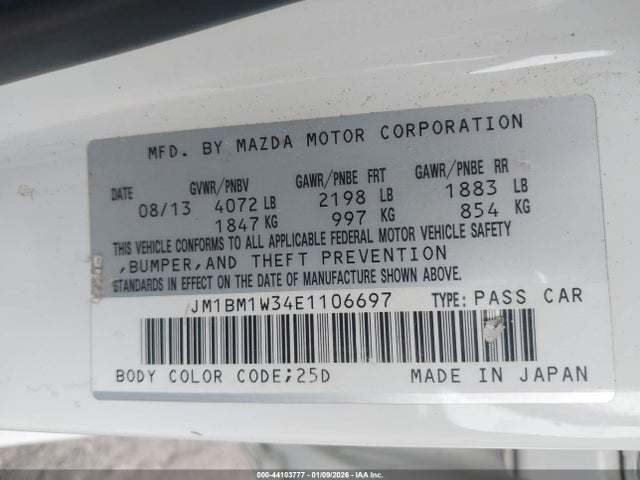 MFD. BY MAZDA MOTOR CORPORATION
DATE GVWR/PNBV GAWR/PNBE FRT GAWR/PNBE RR
08/13 4072 LB 2198 LB 1883 LB
1847 KG 997 KG 854 KG
THIS VEHICLE CONFORMS TO ALL APPLICABLE FEDERAL MOTOR VEHICLE SAFETY
,BUMPER,AND THEFT PREVENTION
STANDARDS IN EFFECT ON THE DATE OF MANUFACTURE SHOWN ABOVE.
JM1BM1W34E1106697 TYPE: PASS CAR
BODY COLOR CODE;25D MADE IN JAPAN
000-44103777 - 01/09/2026 - IAAI, Inc.